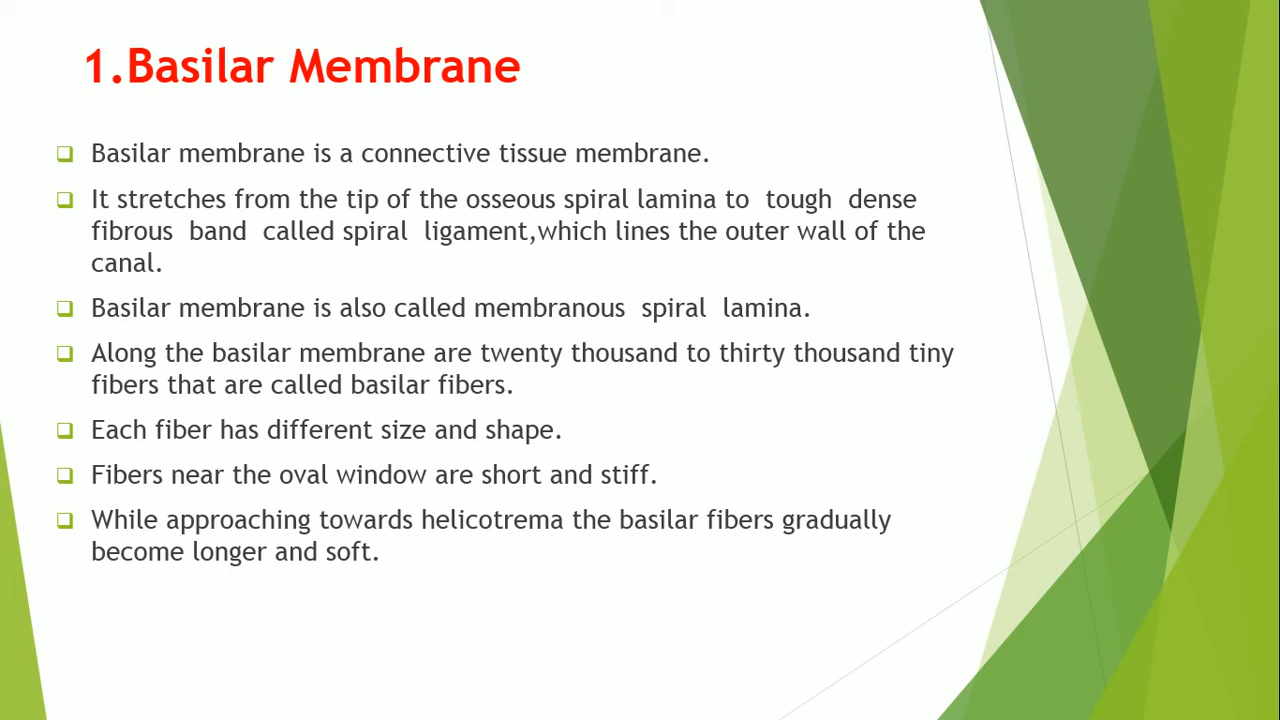 1.Basilar Membrane
Basilar membrane is a connective tissue membrane.
It stretches from the tip of the osseous spiral lamina to tough dense
fibrous band called spiral ligament,which lines the outer wall of the
canal.
Basilar membrane is also called membranous spiral lamina.
Along the basilar membrane are twenty thousand to thirty thousand tiny
fibers that are called basilar fibers.
Each fiber has different size and shape.
Fibers near the oval window are short and stiff.
While approaching towards helicotrema the basilar fibers gradually
become longer and soft.